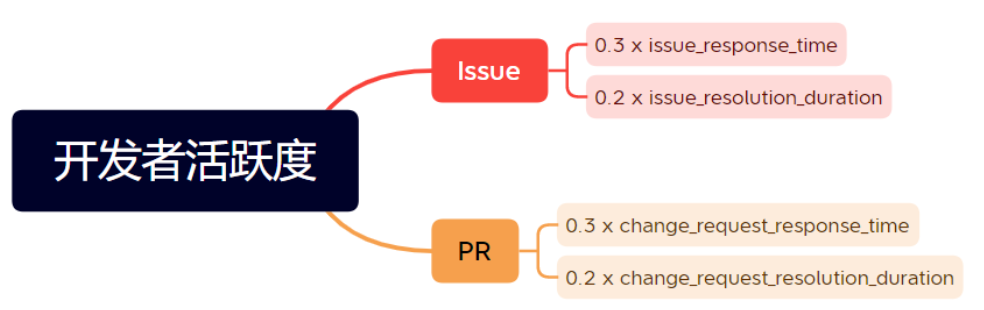 开发者活跃度
Issue
0.3 x issue_response_time
0.2 x issue_resolution_duration
PR
0.3 x change_request_response_time
0.2 x change_request_resolution_duration